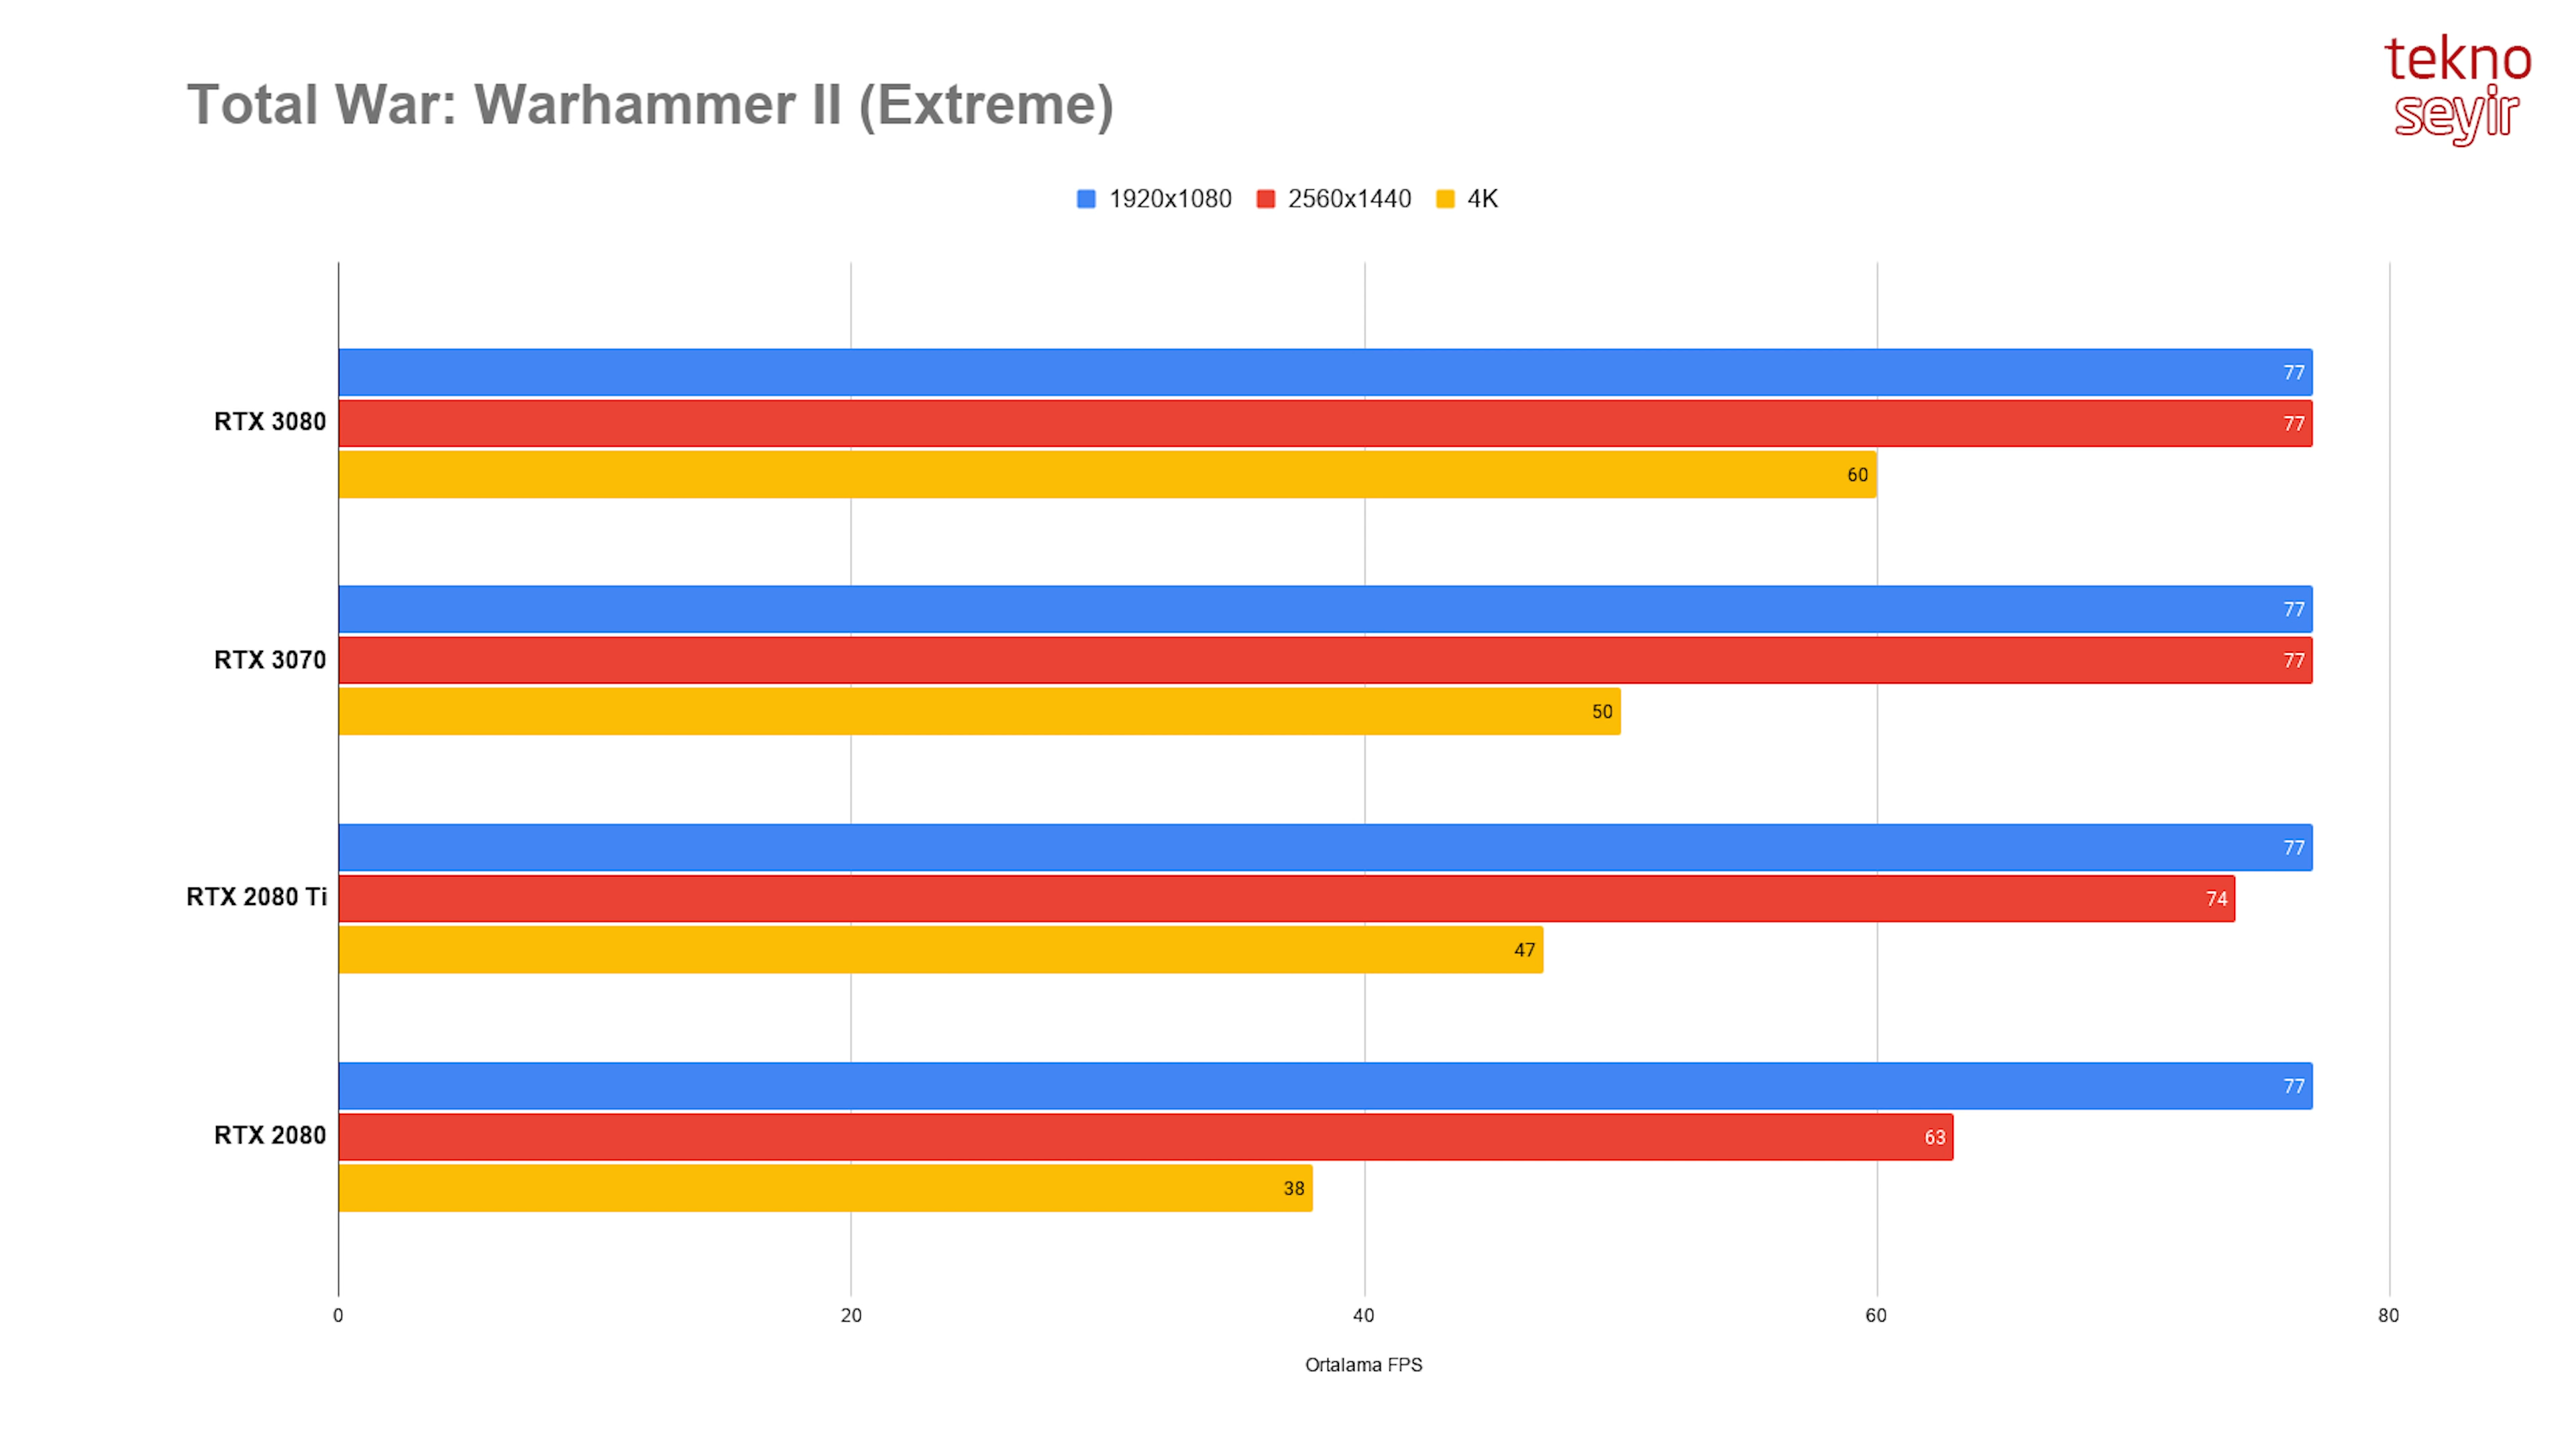 tekno
seyir
Total War: Warhammer II (Extreme)
1920x1080 2560x1440 4K
77
RTX 3080 77
60
77
RTX 3070 77
50
77
RTX 2080 Ti 74
47
77
RTX 2080 63
38
0 20 40 60 80
Ortalama FPS